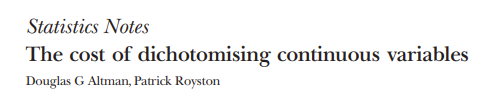 Statistics Notes
The cost of dichotomising continuous variables
Douglas G Altman, Patrick Royston